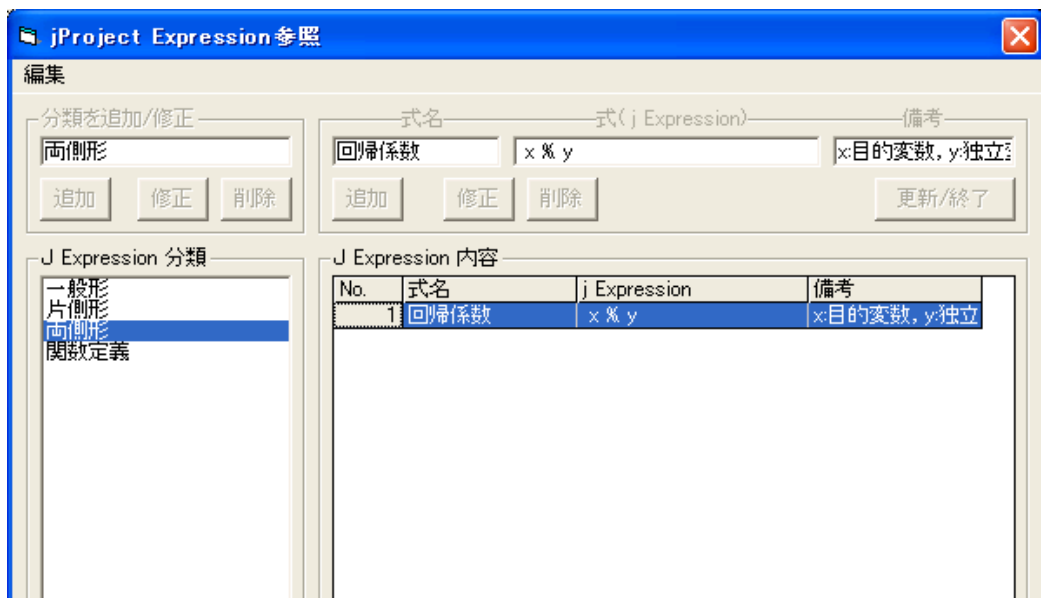 jProject Expression参照
編集
分類を追加/修正
両側形
追加 修正 削除
式名 式(j Expression) 備考
回帰係数 x % y x:目的変数, y:独立
追加 修正 削除 更新/終了
J Expression 分類
一般形
片側形
両側形
関数定義
J Expression 内容
No. 式名 j Expression 備考
1 回帰係数 x % y x:目的変数, y:独立